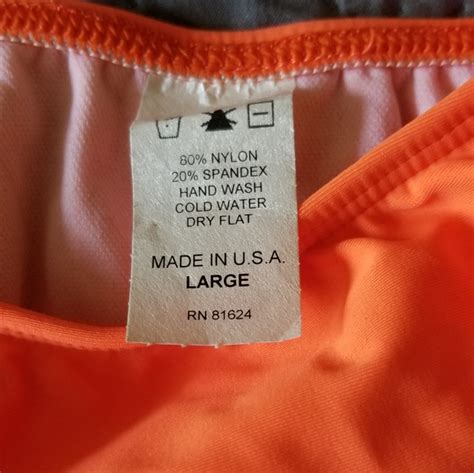 80% NYLON
20% SPANDEX
HAND WASH
COLD WATER
DRY FLAT
MADE IN U.S.A.
LARGE
RN 81624